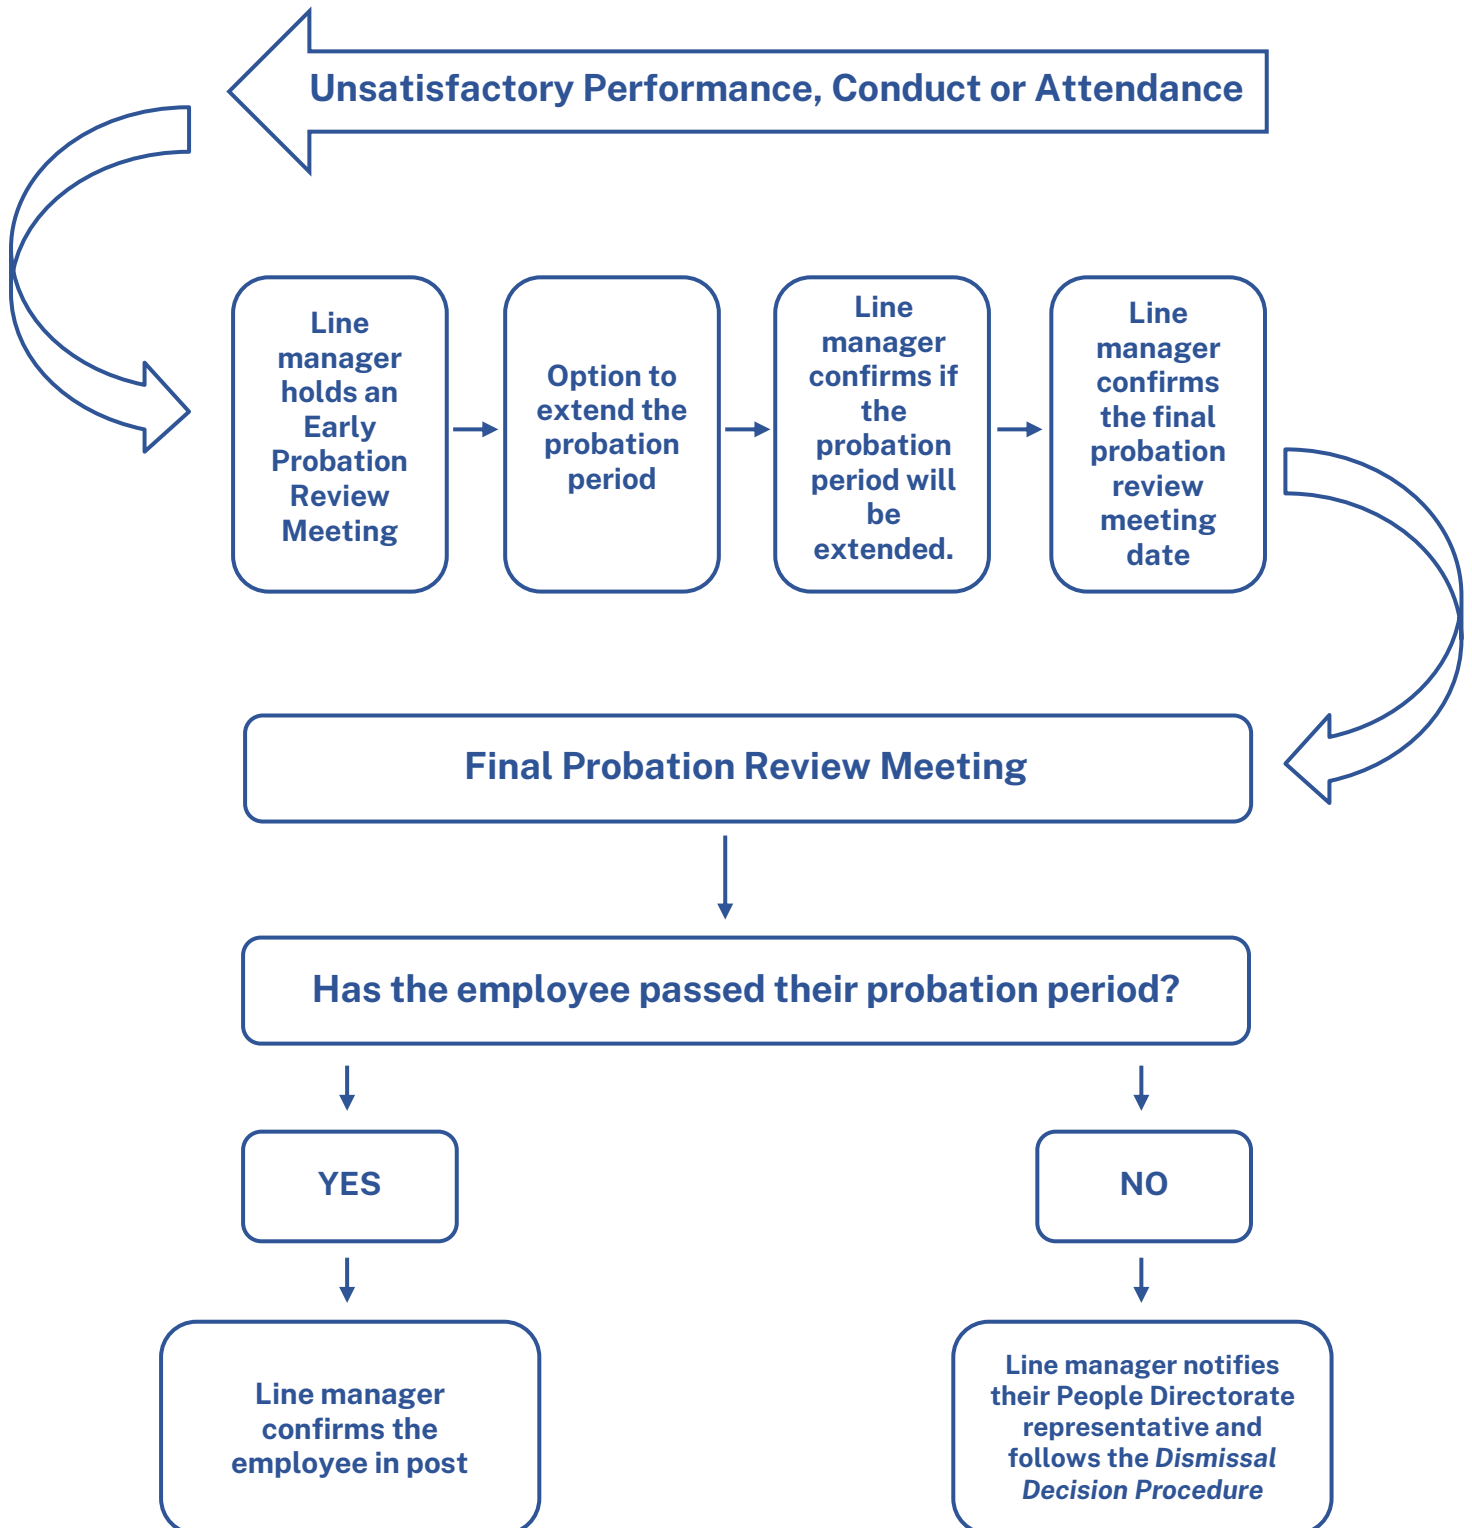 Unsatisfactory Performance, Conduct or Attendance
Line
manager
holds an
Early
Probation
Review
Meeting
Option to
extend the
probation
period
Line
manager
confirms if
the
probation
period will
be
extended.
Line
manager
confirms
the final
probation
review
meeting
date
Final Probation Review Meeting
Has the employee passed their probation period?
YES
NO
Line manager
confirms the
employee in post
Line manager notifies
their People Directorate
representative and
follows the Dismissal
Decision Procedure